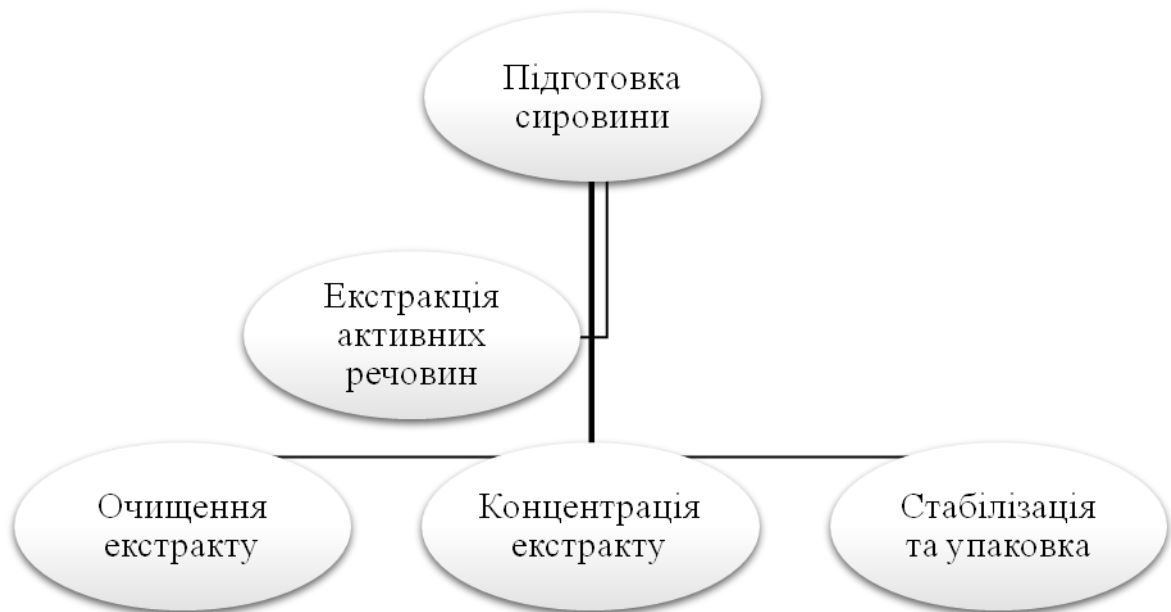 Підготовка
сировини
Екстракція
активних
речовин
Очищення
екстракту
Концентрація
екстракту
Стабілізація
та упаковка